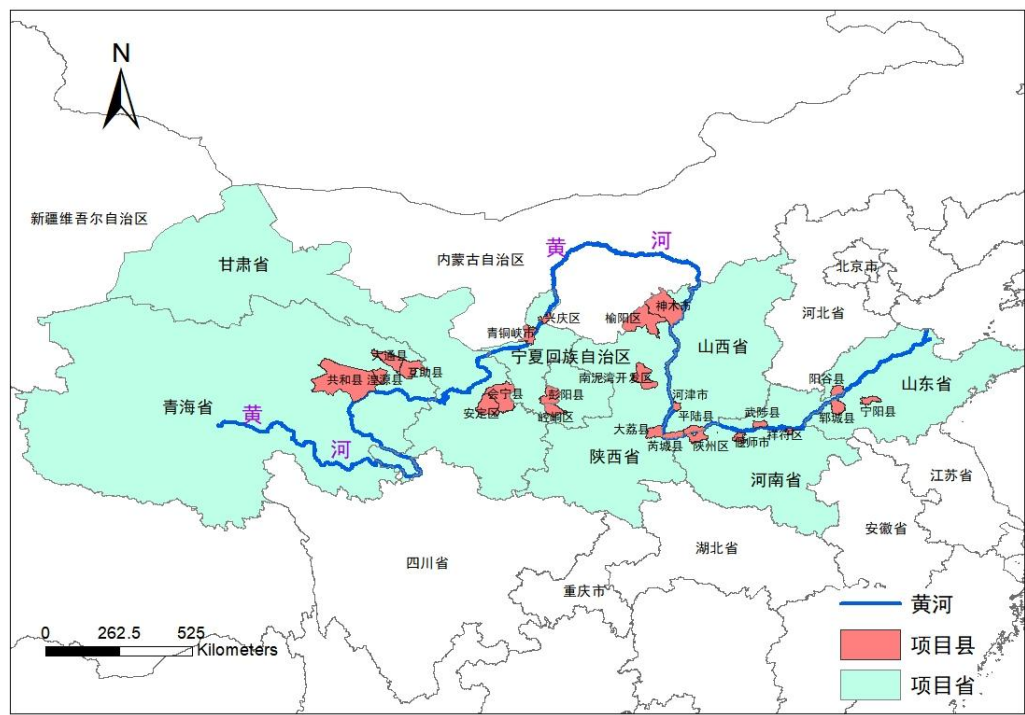 N
新疆维吾尔自治区
甘肃省
内蒙古自治区
黄
河
北京市
河北省
神木市
榆阳区
兴庆区
青铜峡市
宁夏回族自治区
山西省
大通县
互助县
共和县
湟源县
南泥湾开发区
阳谷县
山东省
青海省
会宁县
彭阳县
河津市
安定区
崆峒区
平陆县
武陟县
郓城县
宁阳县
黄
河
大荔县
芮城县
陕州区
偃师市
祥符区
陕西省
河南省
江苏省
安徽省
湖北省
四川省
重庆市
黄河
项目县
项目省
0 262.5 525
Kilometers